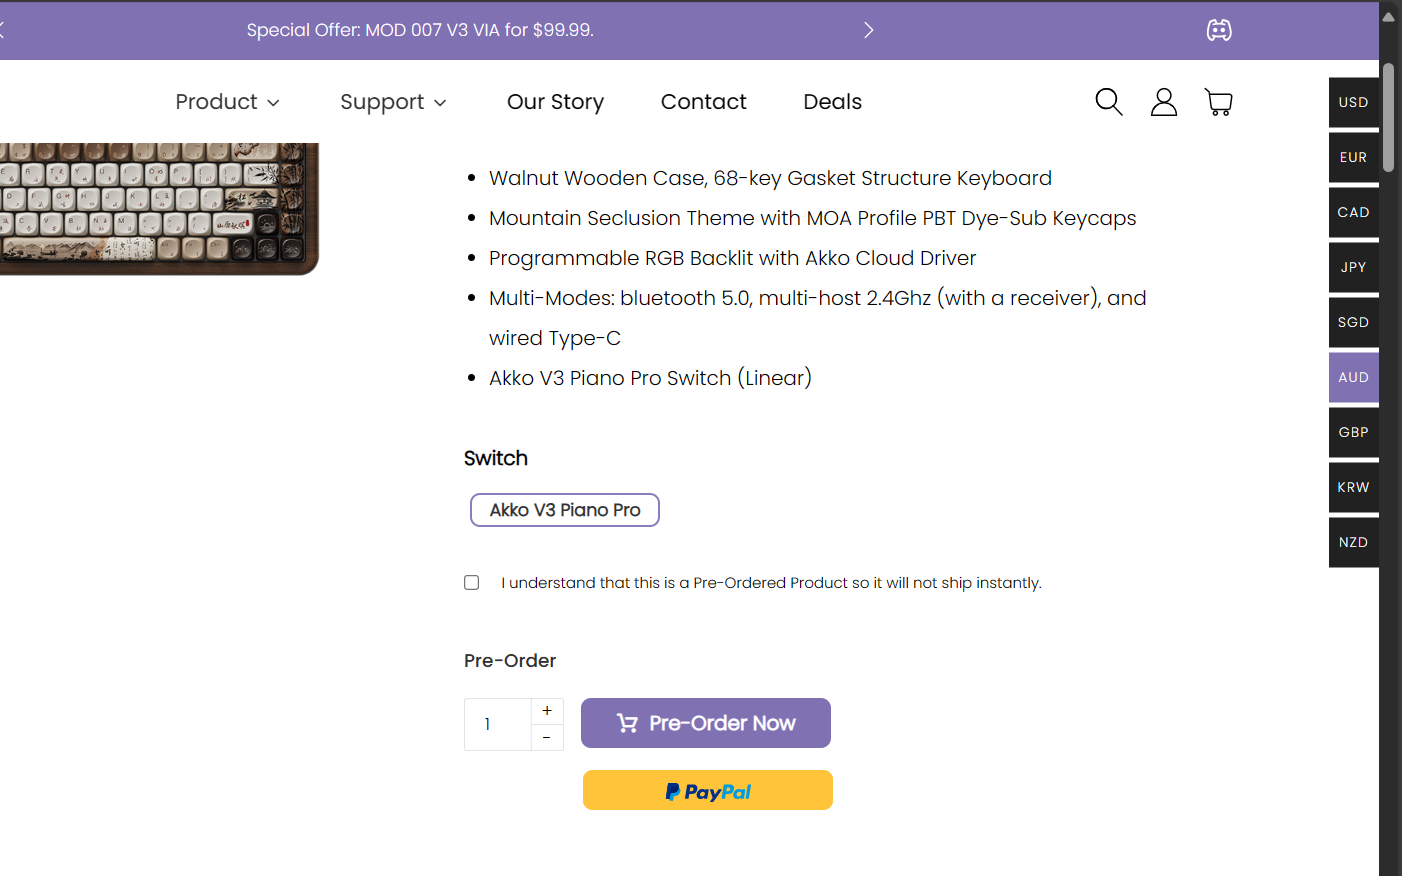 Special Offer: MOD 007 V3 VIA for $99.99.
Product
Support
Our Story
Contact
Deals
Walnut Wooden Case, 68-key Gasket Structure Keyboard
Mountain Seclusion Theme with MOA Profile PBT Dye-Sub Keycaps
Programmable RGB Backlit with Akko Cloud Driver
Multi-Modes: bluetooth 5.0, multi-host 2.4Ghz (with a receiver), and
wired Type-C
Akko V3 Piano Pro Switch (Linear)
Switch
Akko V3 Piano Pro
I understand that this is a Pre-Ordered Product so it will not ship instantly.
Pre-Order
1
+
-
Pre-Order Now
PayPal
USD
EUR
CAD
JPY
SGD
AUD
GBP
KRW
NZD